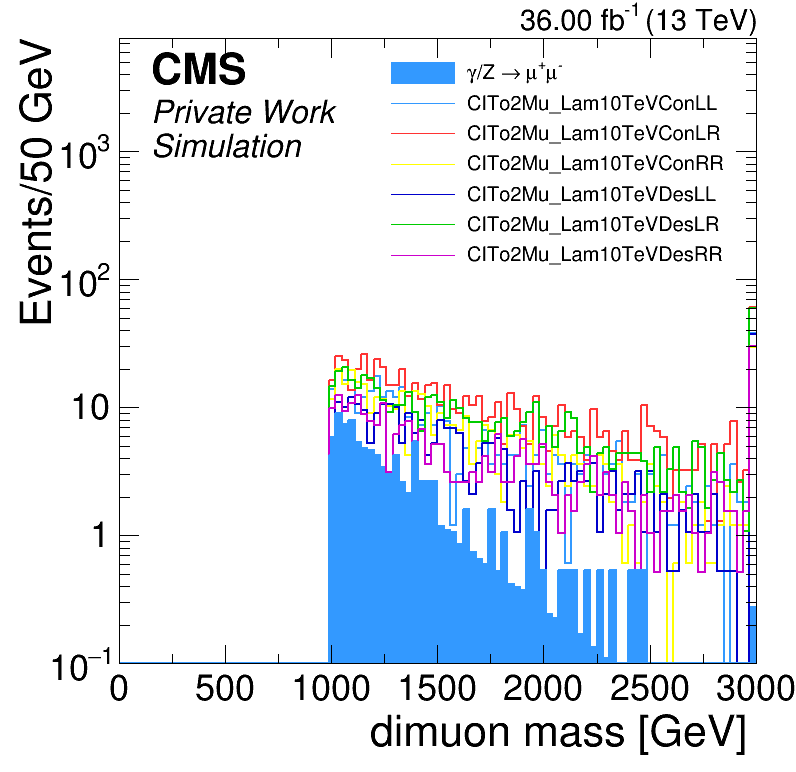 36.00 fb⁻¹ (13 TeV)
CMS
Private Work
Simulation
γ/Z → μ⁺μ⁻
CITo2Mu_Lam10TeVConLL
CITo2Mu_Lam10TeVConLR
CITo2Mu_Lam10TeVConRR
CITo2Mu_Lam10TeVDesLL
CITo2Mu_Lam10TeVDesLR
CITo2Mu_Lam10TeVDesRR
Events/50 GeV
10³
10²
10
1
10⁻¹
0 500 1000 1500 2000 2500 3000
dimuon mass [GeV]